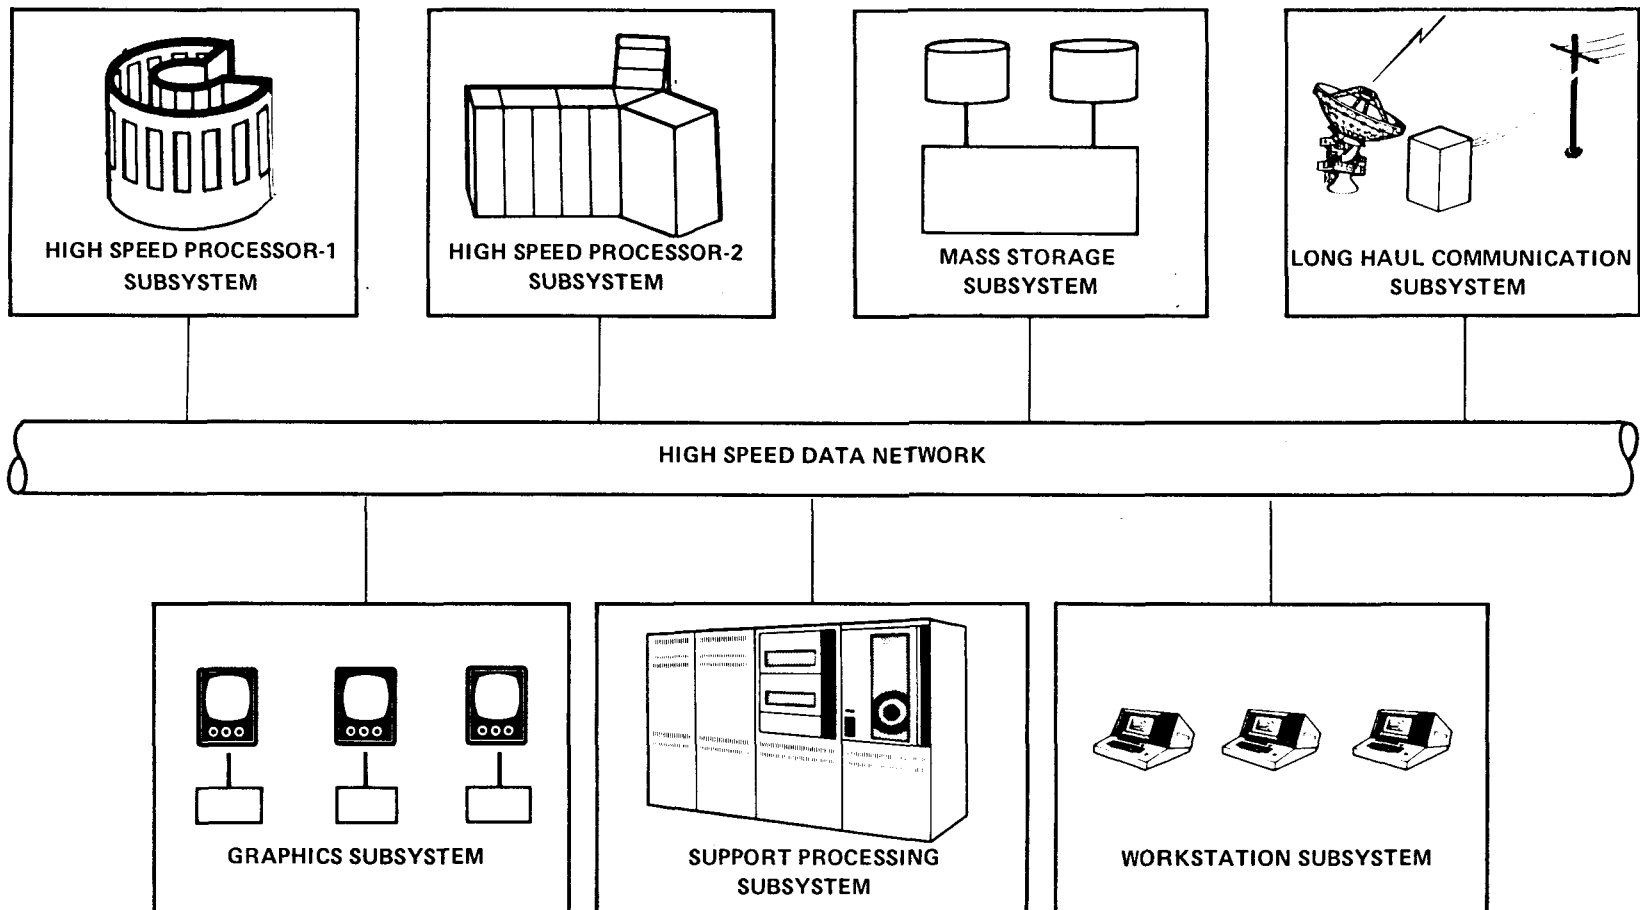 HIGH SPEED PROCESSOR-1
SUBSYSTEM
HIGH SPEED PROCESSOR-2
SUBSYSTEM
MASS STORAGE
SUBSYSTEM
LONG HAUL COMMUNICATION
SUBSYSTEM
HIGH SPEED DATA NETWORK
GRAPHICS SUBSYSTEM
SUPPORT PROCESSING
SUBSYSTEM
WORKSTATION SUBSYSTEM